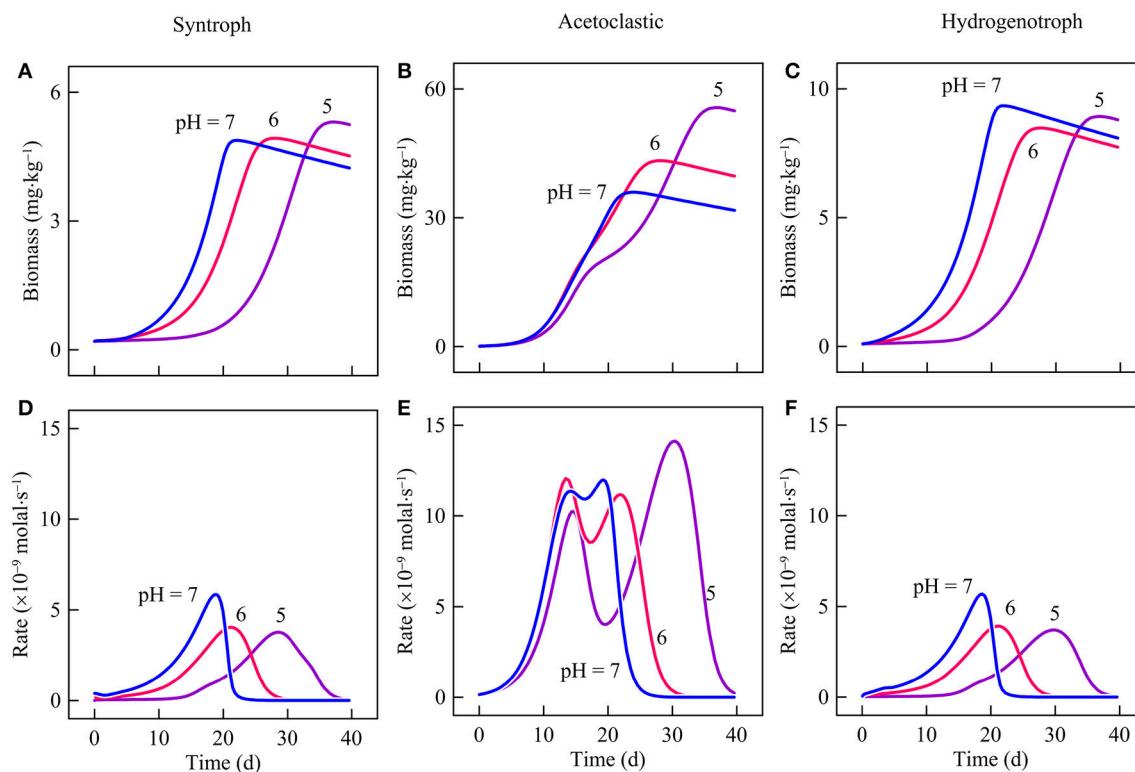 Syntroph Acetoclastic Hydrogenotroph
A
Biomass (mg·kg⁻¹)
6
3
0
pH = 7
6
5
B
Biomass (mg·kg⁻¹)
60
30
0
pH = 7
6
5
C
Biomass (mg·kg⁻¹)
10
5
0
pH = 7
6
5
D
Rate (×10⁻⁹ molal·s⁻¹)
15
10
5
0
pH = 7
6
5
0 10 20 30 40
Time (d)
E
Rate (×10⁻⁹ molal·s⁻¹)
15
10
5
0
pH = 7
6
5
0 10 20 30 40
Time (d)
F
Rate (×10⁻⁹ molal·s⁻¹)
15
10
5
0
pH = 7
6
5
0 10 20 30 40
Time (d)